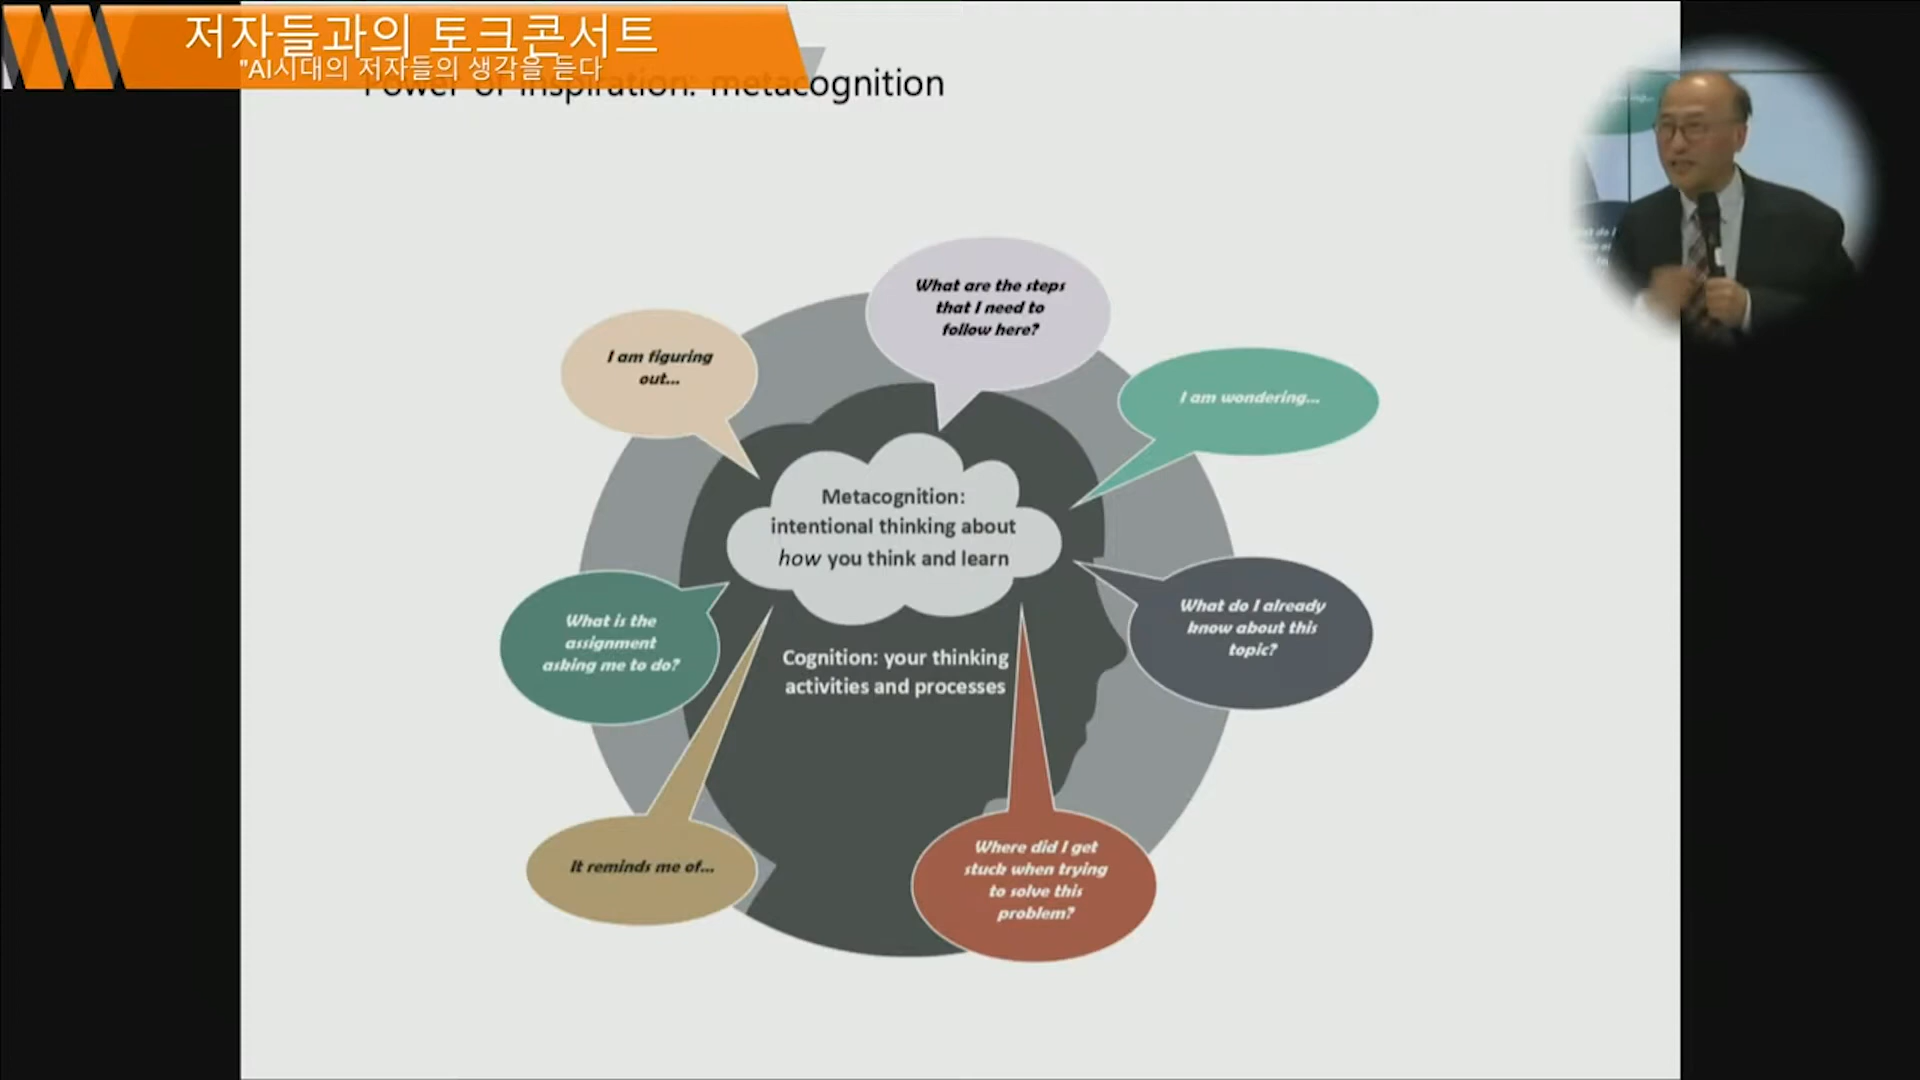 저자들과의 토크콘서트
"AI시대의 저자들의 생각을 듣다
Power of inspiration: metacognition
What are the steps
that I need to
follow here?
I am figuring
out...
I am wondering...
Metacognition:
intentional thinking about
how you think and learn
What is the
assignment
asking me to do?
What do I already
know about this
topic?
Cognition: your thinking
activities and processes
It reminds me of...
Where did I get
stuck when trying
to solve this
problem?